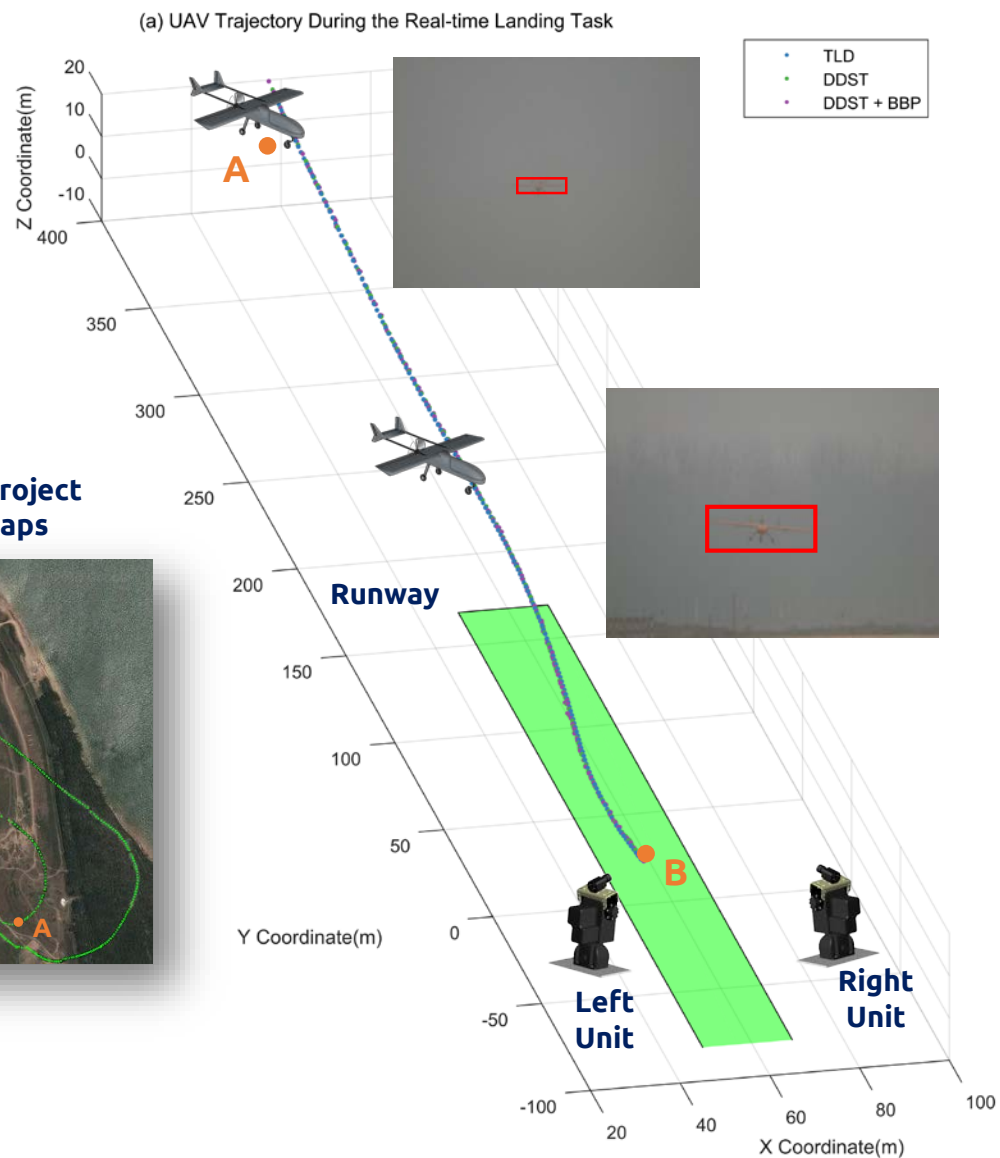 (a) UAV Trajectory During the Real-time Landing Task
TLD
DDST
DDST + BBP
Z Coordinate(m)
20
10
0
-10
A
400
350
300
250
200
150
100
50
0
-50
-100
Y Coordinate(m)
20
40
60
80
100
X Coordinate(m)
roject
aps
A
Runway
B
Left
Unit
Right
Unit